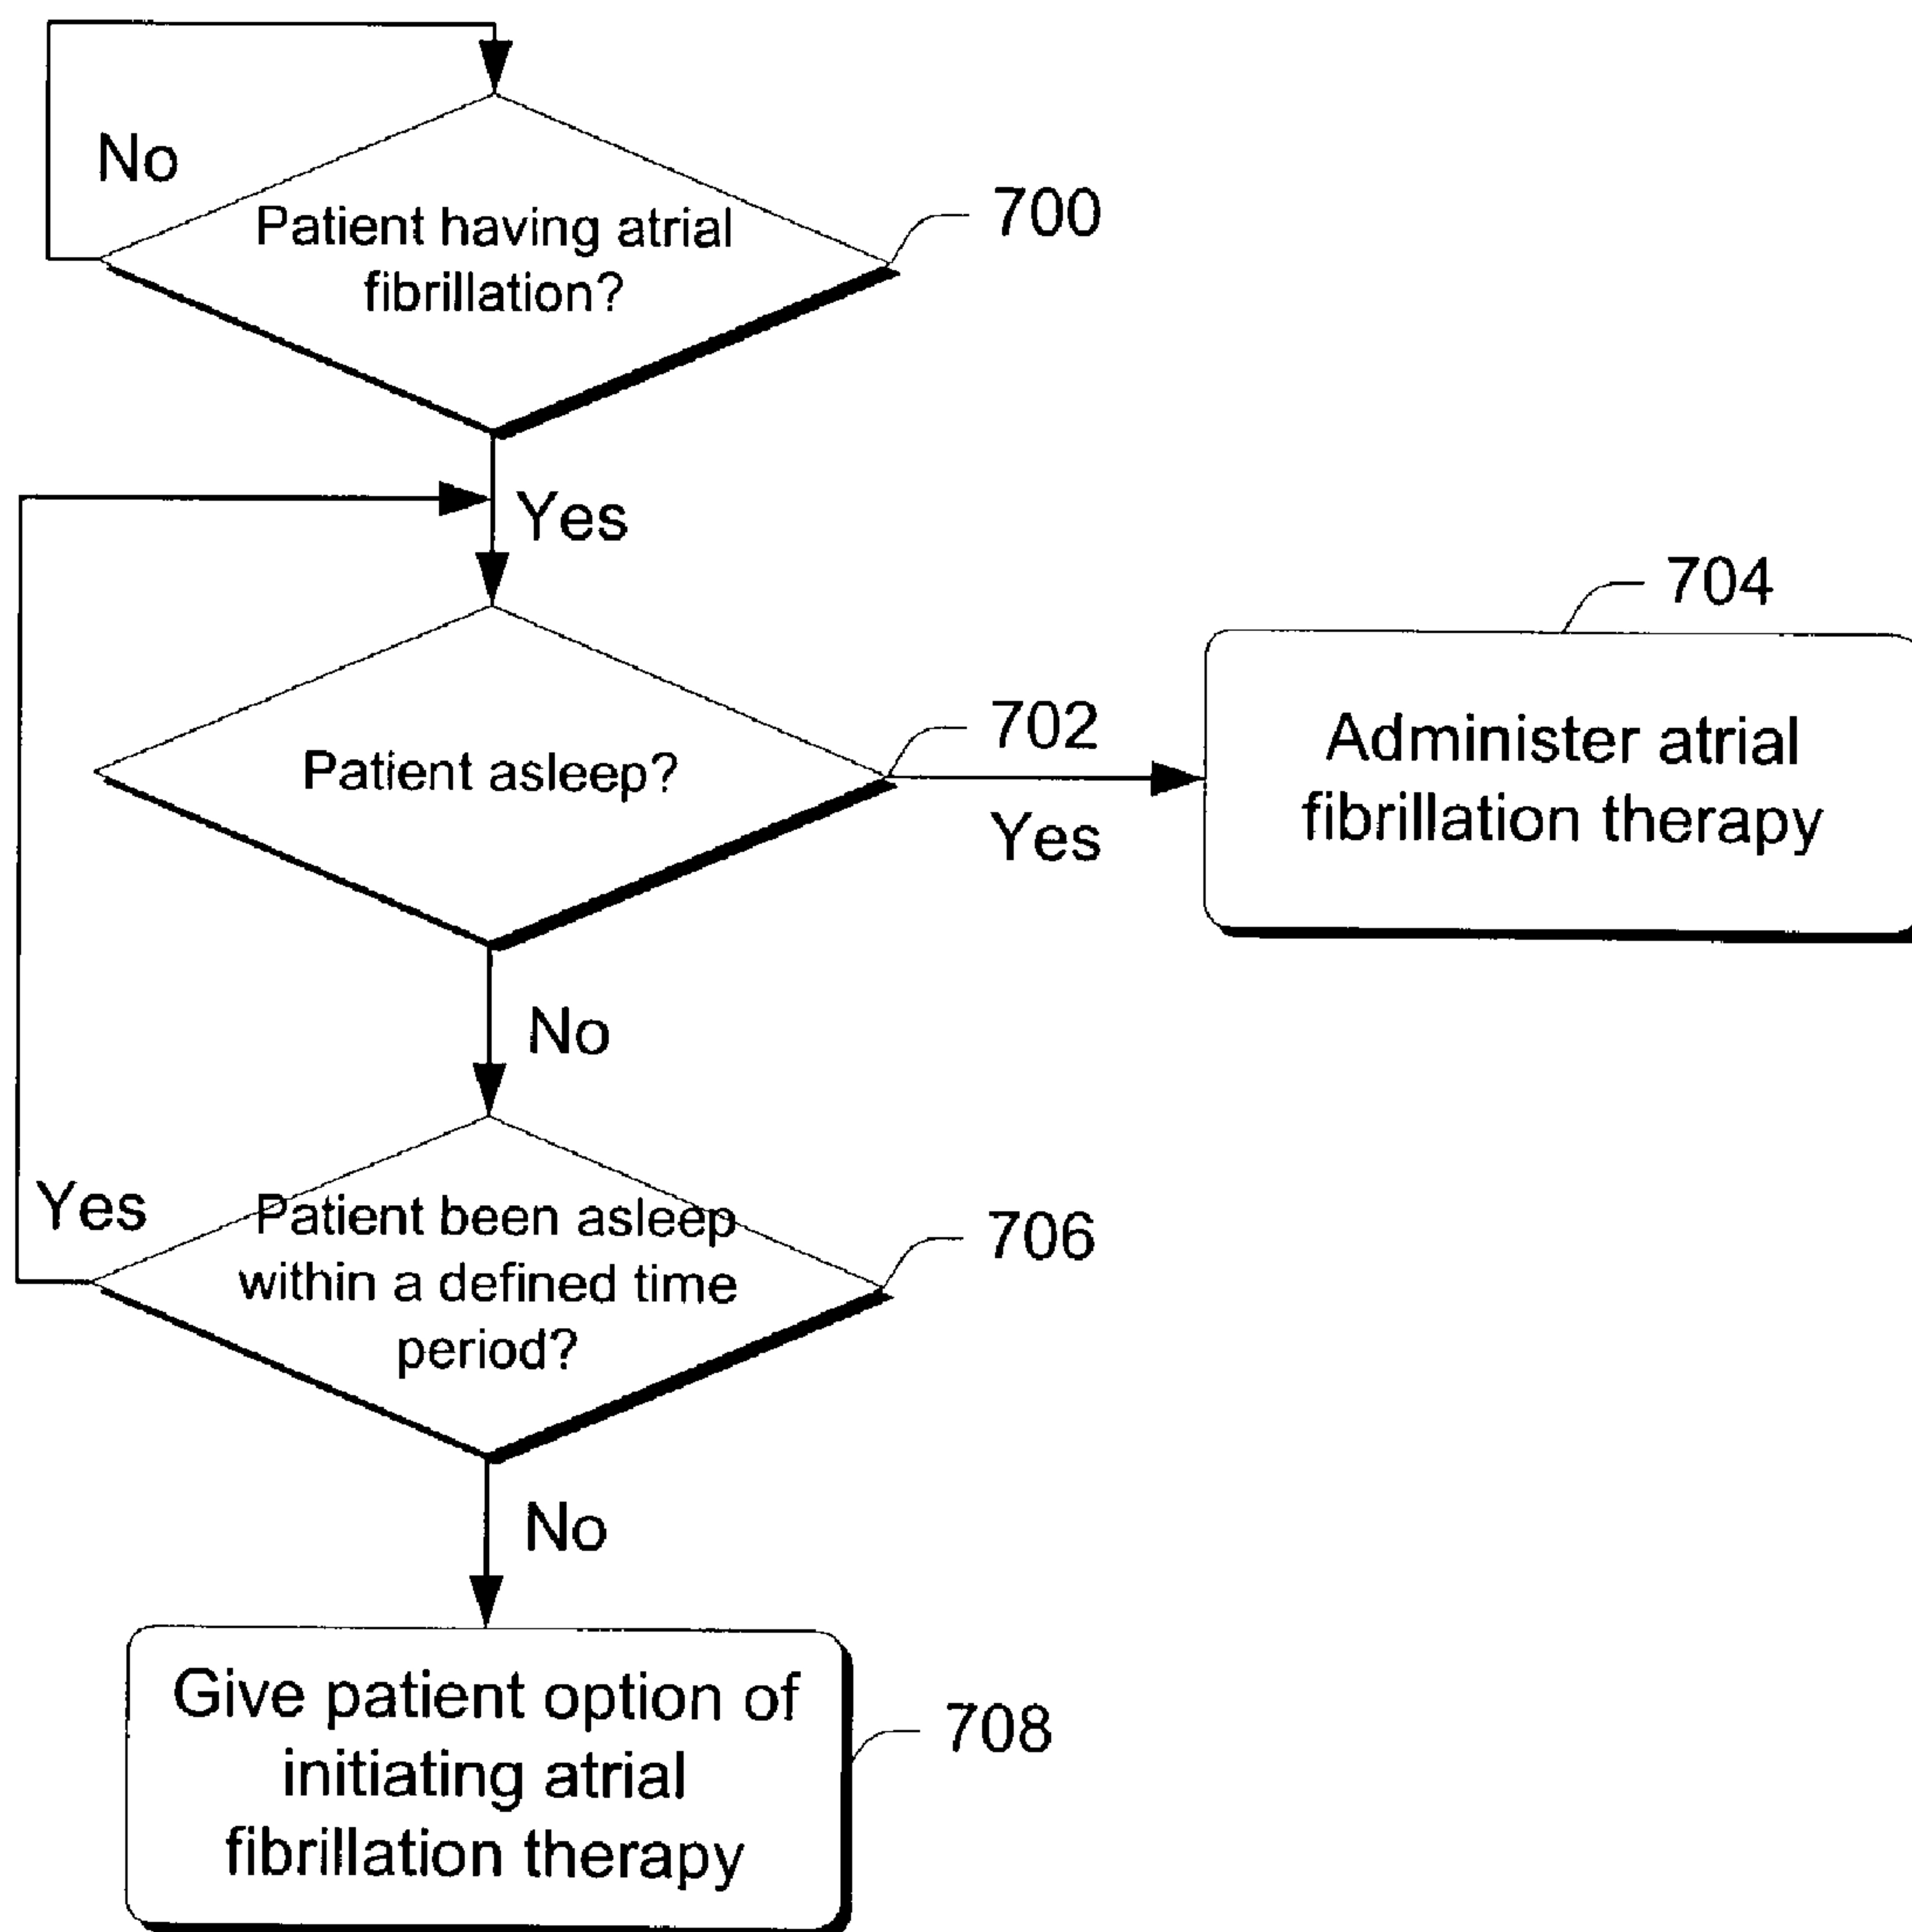 No
Patient having atrial
fibrillation?
700
Yes
Patient asleep?
702
Yes
704
Administer atrial
fibrillation therapy
No
Yes
Patient been asleep
within a defined time
period?
706
No
Give patient option of
initiating atrial
fibrillation therapy
708